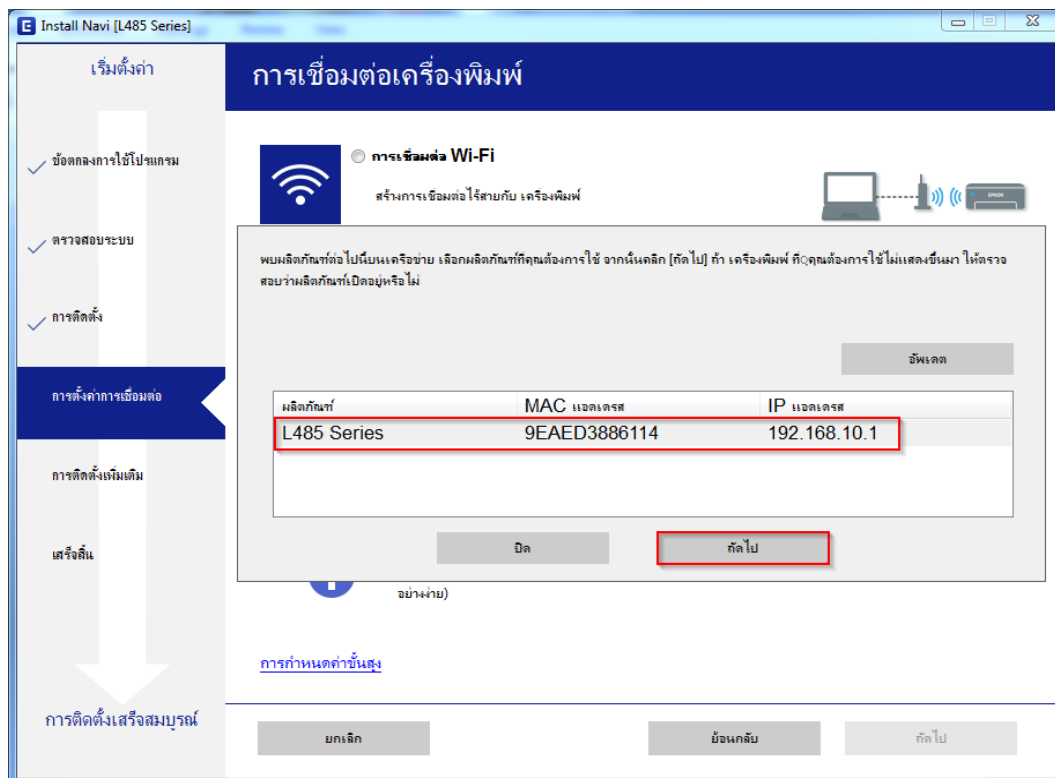 Install Navi [L485 Series]
เริ่มตั้งค่า
ข้อตกลงการใช้โปรแกรม
ตรวจสอบระบบ
การติดตั้ง
การตั้งค่าการเชื่อมต่อ
การติดตั้งเพิ่มเติม
เสร็จสิ้น
การติดตั้งเสร็จสมบูรณ์
การเชื่อมต่อเครื่องพิมพ์
การเชื่อมต่อ Wi-Fi
สร้างการเชื่อมต่อไร้สายกับ เครื่องพิมพ์
EPSON
พบผลิตภัณฑ์ต่อไปนี้บนเครือข่าย เลือกผลิตภัณฑ์ที่คุณต้องการใช้ จากนั้นคลิก [ถัดไป] ถ้า เครื่องพิมพ์ ที่คุณต้องการใช้ไม่แสดงขึ้นมา ให้ตรวจ
สอบว่าผลิตภัณฑ์เปิดอยู่หรือไม่
อัพเดต
ผลิตภัณฑ์ MAC แอดเดรส IP แอดเดรส
L485 Series 9EAED3886114 192.168.10.1
ปิด ถัดไป
อย่างง่าย)
การกำหนดค่าขั้นสูง
ยกเลิก ย้อนกลับ ถัดไป